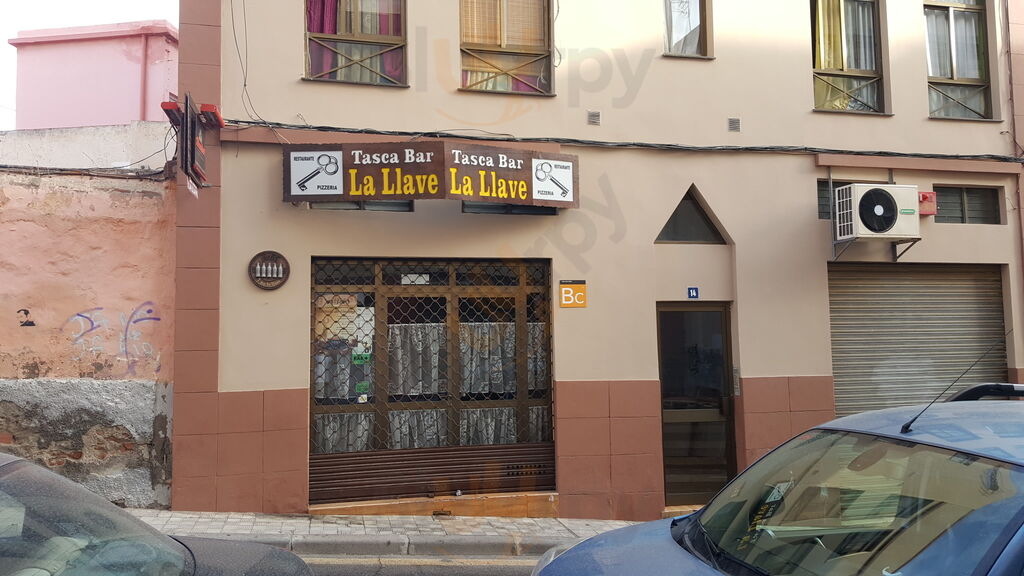 RESTAURANTE
PIZZERIA
Tasca Bar
La Llave
Tasca Bar
La Llave
RESTAURANTE
PIZZERIA
Bc
14